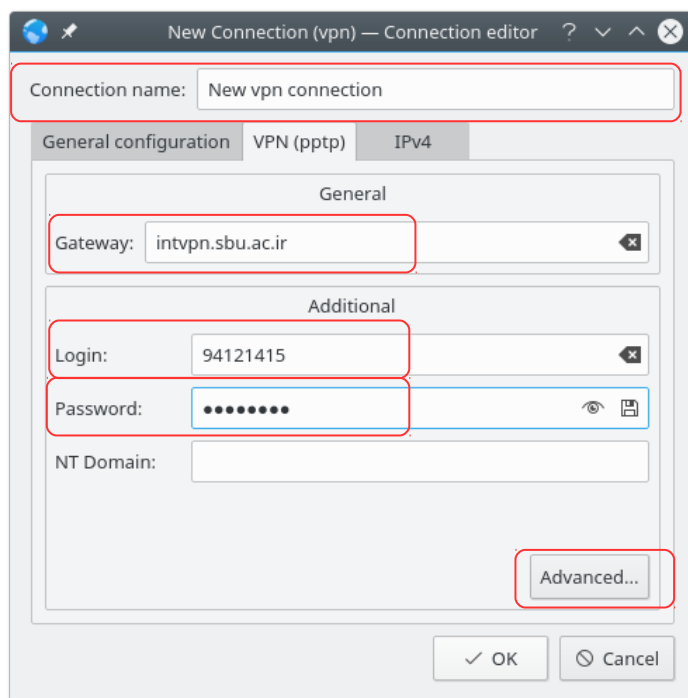 New Connection (vpn) — Connection editor
Connection name: New vpn connection
General configuration VPN (pptp) IPv4
General
Gateway: intvpn.sbu.ac.ir
Additional
Login: 94121415
Password: ●●●●●●●●
NT Domain:
Advanced...
OK Cancel